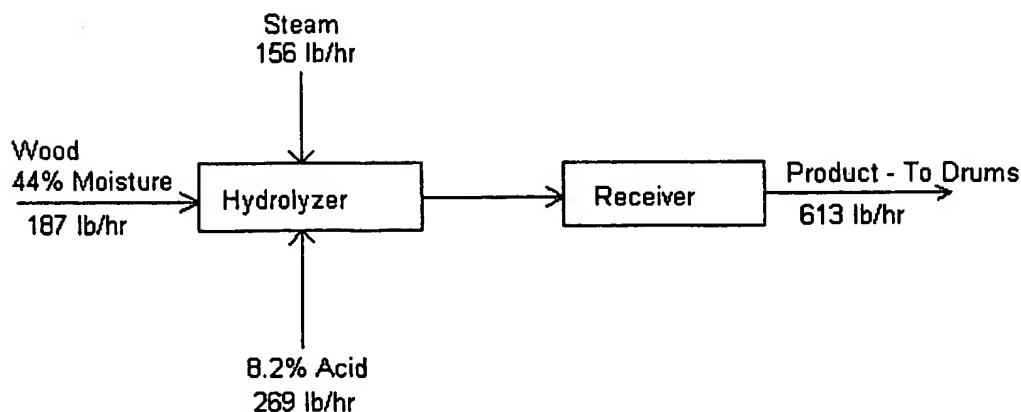 Steam
156 lb/hr
Wood
44% Moisture
187 lb/hr
Hydrolyzer
Receiver
Product - To Drums
613 lb/hr
8.2% Acid
269 lb/hr